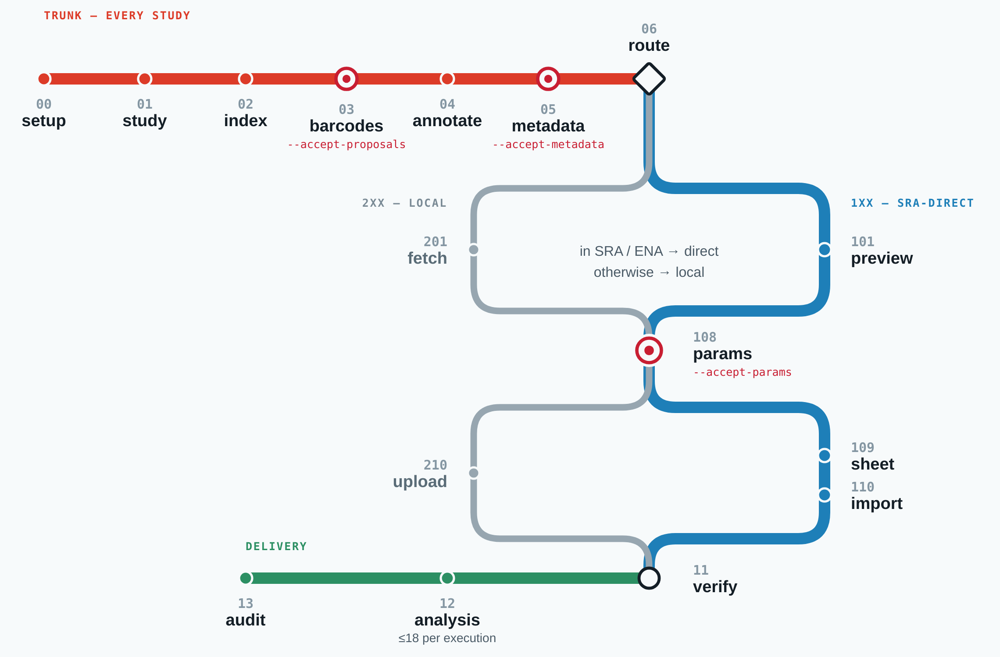 TRUNK — EVERY STUDY
06
route
00
setup
01
study
02
index
03
barcodes
--accept-proposals
04
annotate
05
metadata
--accept-metadata
2XX — LOCAL
1XX — SRA-DIRECT
201
fetch
in SRA / ENA → direct
otherwise → local
101
preview
108
params
--accept-params
210
upload
109
sheet
110
import
DELIVERY
11
verify
13
audit
12
analysis
≤18 per execution